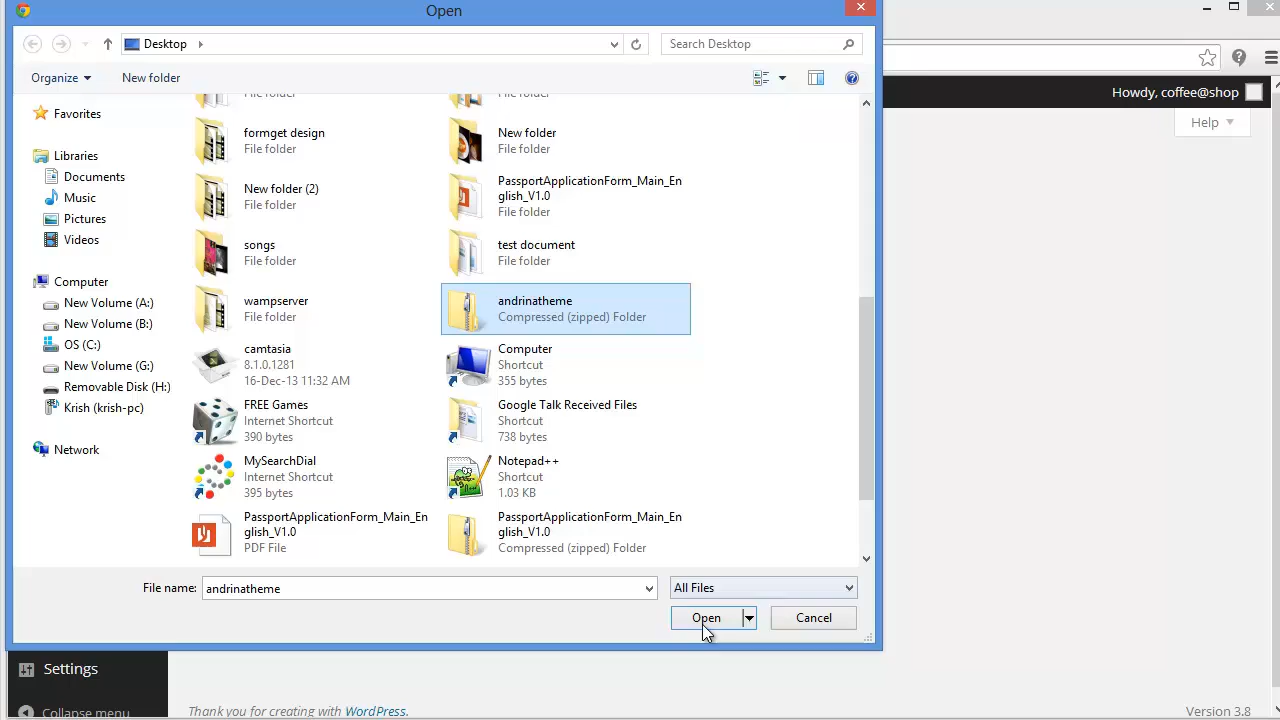 Open
Desktop
Search Desktop
Organize
New folder
Howdy, coffee@shop
Help
Favorites
Libraries
Documents
Music
Pictures
Videos
Computer
New Volume (A:)
New Volume (B:)
OS (C:)
New Volume (G:)
Removable Disk (H:)
Krish (krish-pc)
Network
File folder
File folder
formget design
File folder
New folder
File folder
New folder (2)
File folder
PassportApplicationForm_Main_En
glish_V1.0
File folder
songs
File folder
test document
File folder
wampserver
File folder
andrinatheme
Compressed (zipped) Folder
camtasia
8.1.0.1281
16-Dec-13 11:32 AM
Computer
Shortcut
355 bytes
FREE Games
Internet Shortcut
390 bytes
Google Talk Received Files
Shortcut
738 bytes
MySearchDial
Internet Shortcut
395 bytes
Notepad++
Shortcut
1.03 KB
PassportApplicationForm_Main_En
glish_V1.0
PDF File
PassportApplicationForm_Main_En
glish_V1.0
Compressed (zipped) Folder
File name:
andrinatheme
All Files
Open
Cancel
Settings
Collapse menu
Thank you for creating with WordPress.
Version 3.8